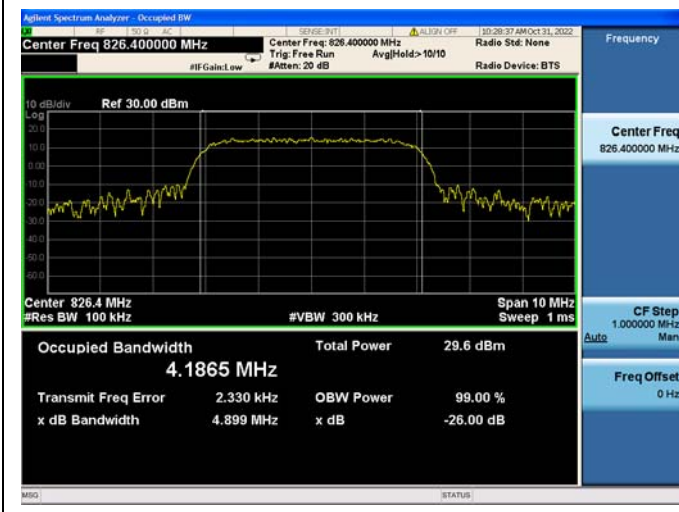 Agilent Spectrum Analyzer - Occupied BW
RF 50 Ω AC SENSE:INT ALIGN OFF 10:28:37 AM Oct 31, 2022
Center Freq 826.400000 MHz
Center Freq: 826.400000 MHz Radio Std: None
Trig: Free Run Avg|Hold:> 10/10
#IFGain:Low #Atten: 20 dB Radio Device: BTS
Frequency
10 dB/div Ref 30.00 dBm
Log
20.0
10.0
0.00
-10.0
-20.0
-30.0
-40.0
-50.0
-60.0
Center 826.4 MHz Span 10 MHz
#Res BW 100 kHz #VBW 300 kHz Sweep 1 ms
Occupied Bandwidth Total Power 29.6 dBm
4.1865 MHz
Transmit Freq Error 2.330 kHz OBW Power 99.00 %
x dB Bandwidth 4.899 MHz x dB -26.00 dB
Center Freq
826.400000 MHz
CF Step
1.000000 MHz
Auto Man
Freq Offset
0 Hz
MSG STATUS